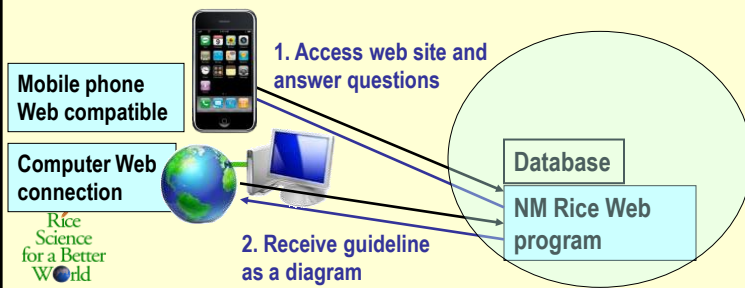 1. Access web site and
answer questions
Mobile phone
Web compatible
Computer Web
connection
Database
NM Rice Web
program
2. Receive guideline
as a diagram
Rice
Science
for a Better
World